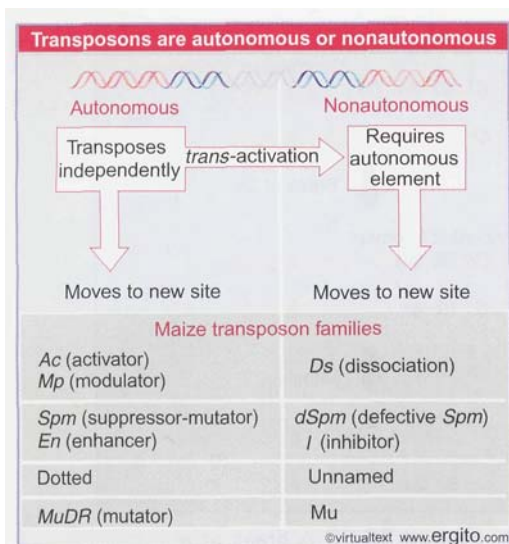 Transposons are autonomous or nonautonomous
Autonomous
Nonautonomous
Transposes
independently
trans-activation
Requires
autonomous
element
Moves to new site
Moves to new site
Maize transposon families
Ac (activator)
Mp (modulator)
Ds (dissociation)
Spm (suppressor-mutator)
En (enhancer)
dSpm (defective Spm)
I (inhibitor)
Dotted
Unnamed
MuDR (mutator)
Mu
©virtualtext www.ergito.com